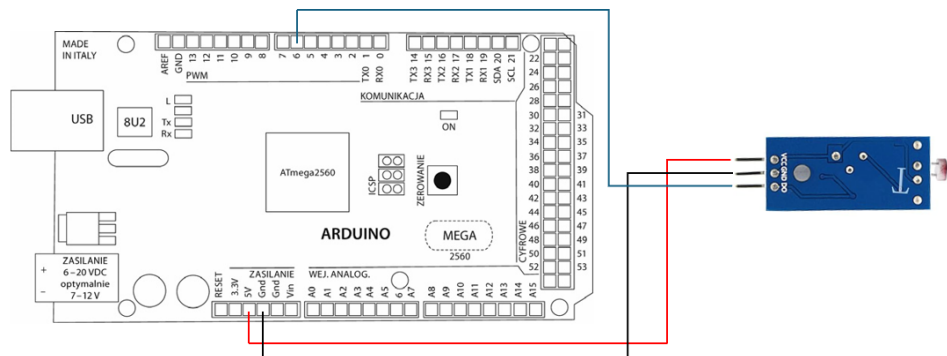 MADE
IN ITALY
AREF
GND
13
12
11
10
9
8
PWM
7
6
5
4
3
2
TX0 1
RX0 0
TX3 14
RX3 15
TX2 16
RX2 17
TX1 18
RX1 19
SDA 20
SCL 21
KOMUNIKACJA
USB
8U2
L
Tx
Rx
ON
ATmega2560
ICSP
ZEROWANIE
ARDUINO
MEGA
2560
22
24
26
28
30 31
32 33
34 35
36 37
38 39
40 41
42 43
44 45
46 47
48 49
50 51
52 53
CYFROWE
VCC GND DO
T
ZASILANIE
6–20 VDC
optymalnie
7–12 V
+
–
ZASILANIE
RESET
3.3V
5V
Gnd
Gnd
Vin
WEJ. ANALOG.
A0
A1
A2
A3
A4
A5
6
A7
A8
A9
A10
A11
A12
A13
A14
A15